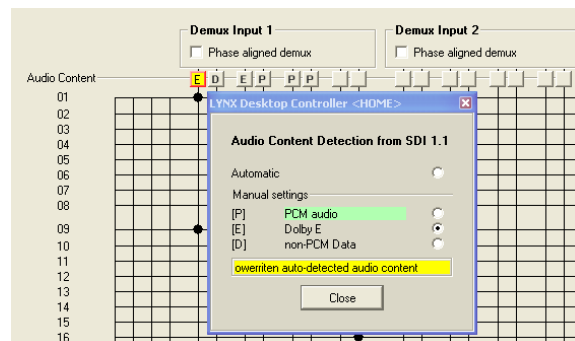 Demux Input 1
Demux Input 2
Phase aligned demux
Phase aligned demux
Audio Content
E D E P P P
01
02
03
04
05
06
07
08
09
10
11
12
13
14
15
16
LYNX Desktop Controller <HOME>
Audio Content Detection from SDI 1.1
Automatic
Manual settings
[P] PCM audio
[E] Dolby E
[D] non-PCM Data
owerriten auto-detected audio content
Close